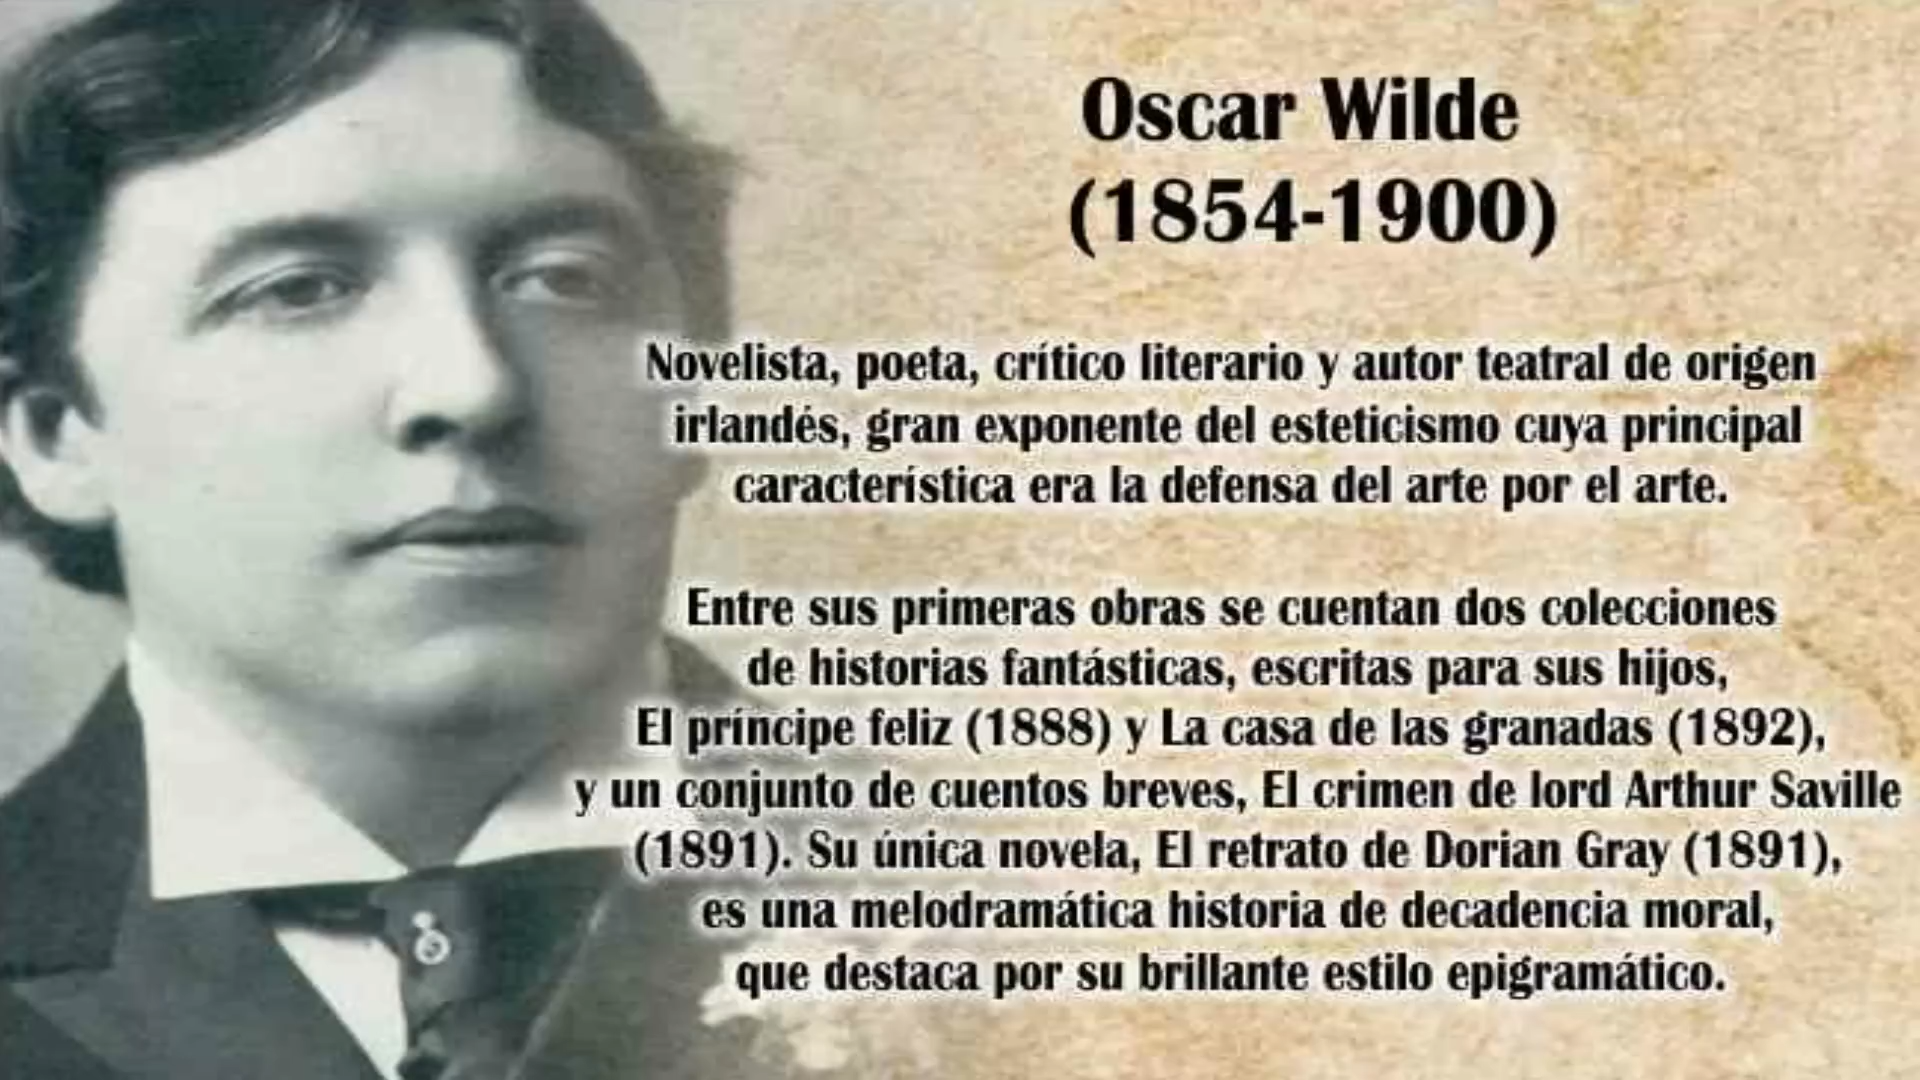 Oscar Wilde
(1854-1900)
Novelista, poeta, crítico literario y autor teatral de origen
irlandés, gran exponente del esteticismo cuya principal
característica era la defensa del arte por el arte.
Entre sus primeras obras se cuentan dos colecciones
de historias fantásticas, escritas para sus hijos,
El príncipe feliz (1888) y La casa de las granadas (1892),
y un conjunto de cuentos breves, El crimen de lord Arthur Saville
(1891). Su única novela, El retrato de Dorian Gray (1891),
es una melodramática historia de decadencia moral,
que destaca por su brillante estilo epigramático.